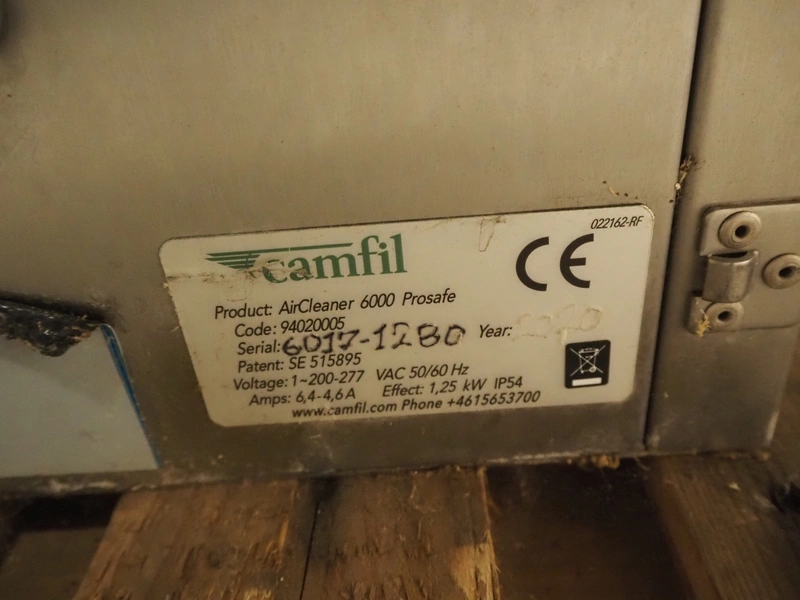 022162-RF
camfil
CE
Product: AirCleaner 6000 Prosafe
Code: 94020005
Serial: 6017-1280 Year:
Patent: SE 515895
Voltage: 1~200-277 VAC 50/60 Hz
Amps: 6,4-4,6A Effect: 1,25 kW IP54
www.camfil.com Phone +4615653700